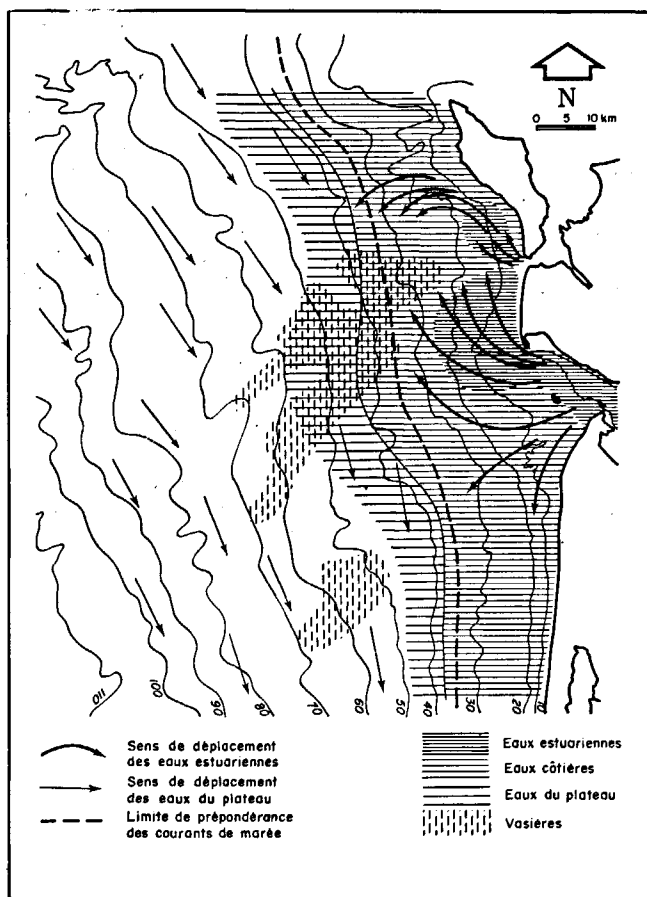 N
0 5 10 km
110
100
90
80
70
60
50
40
30
20
10
Sens de déplacement
des eaux estuariennes
Sens de déplacement
des eaux du plateau
Limite de prépondérance
des courants de marée
Eaux estuariennes
Eaux côtières
Eaux du plateau
Vasières